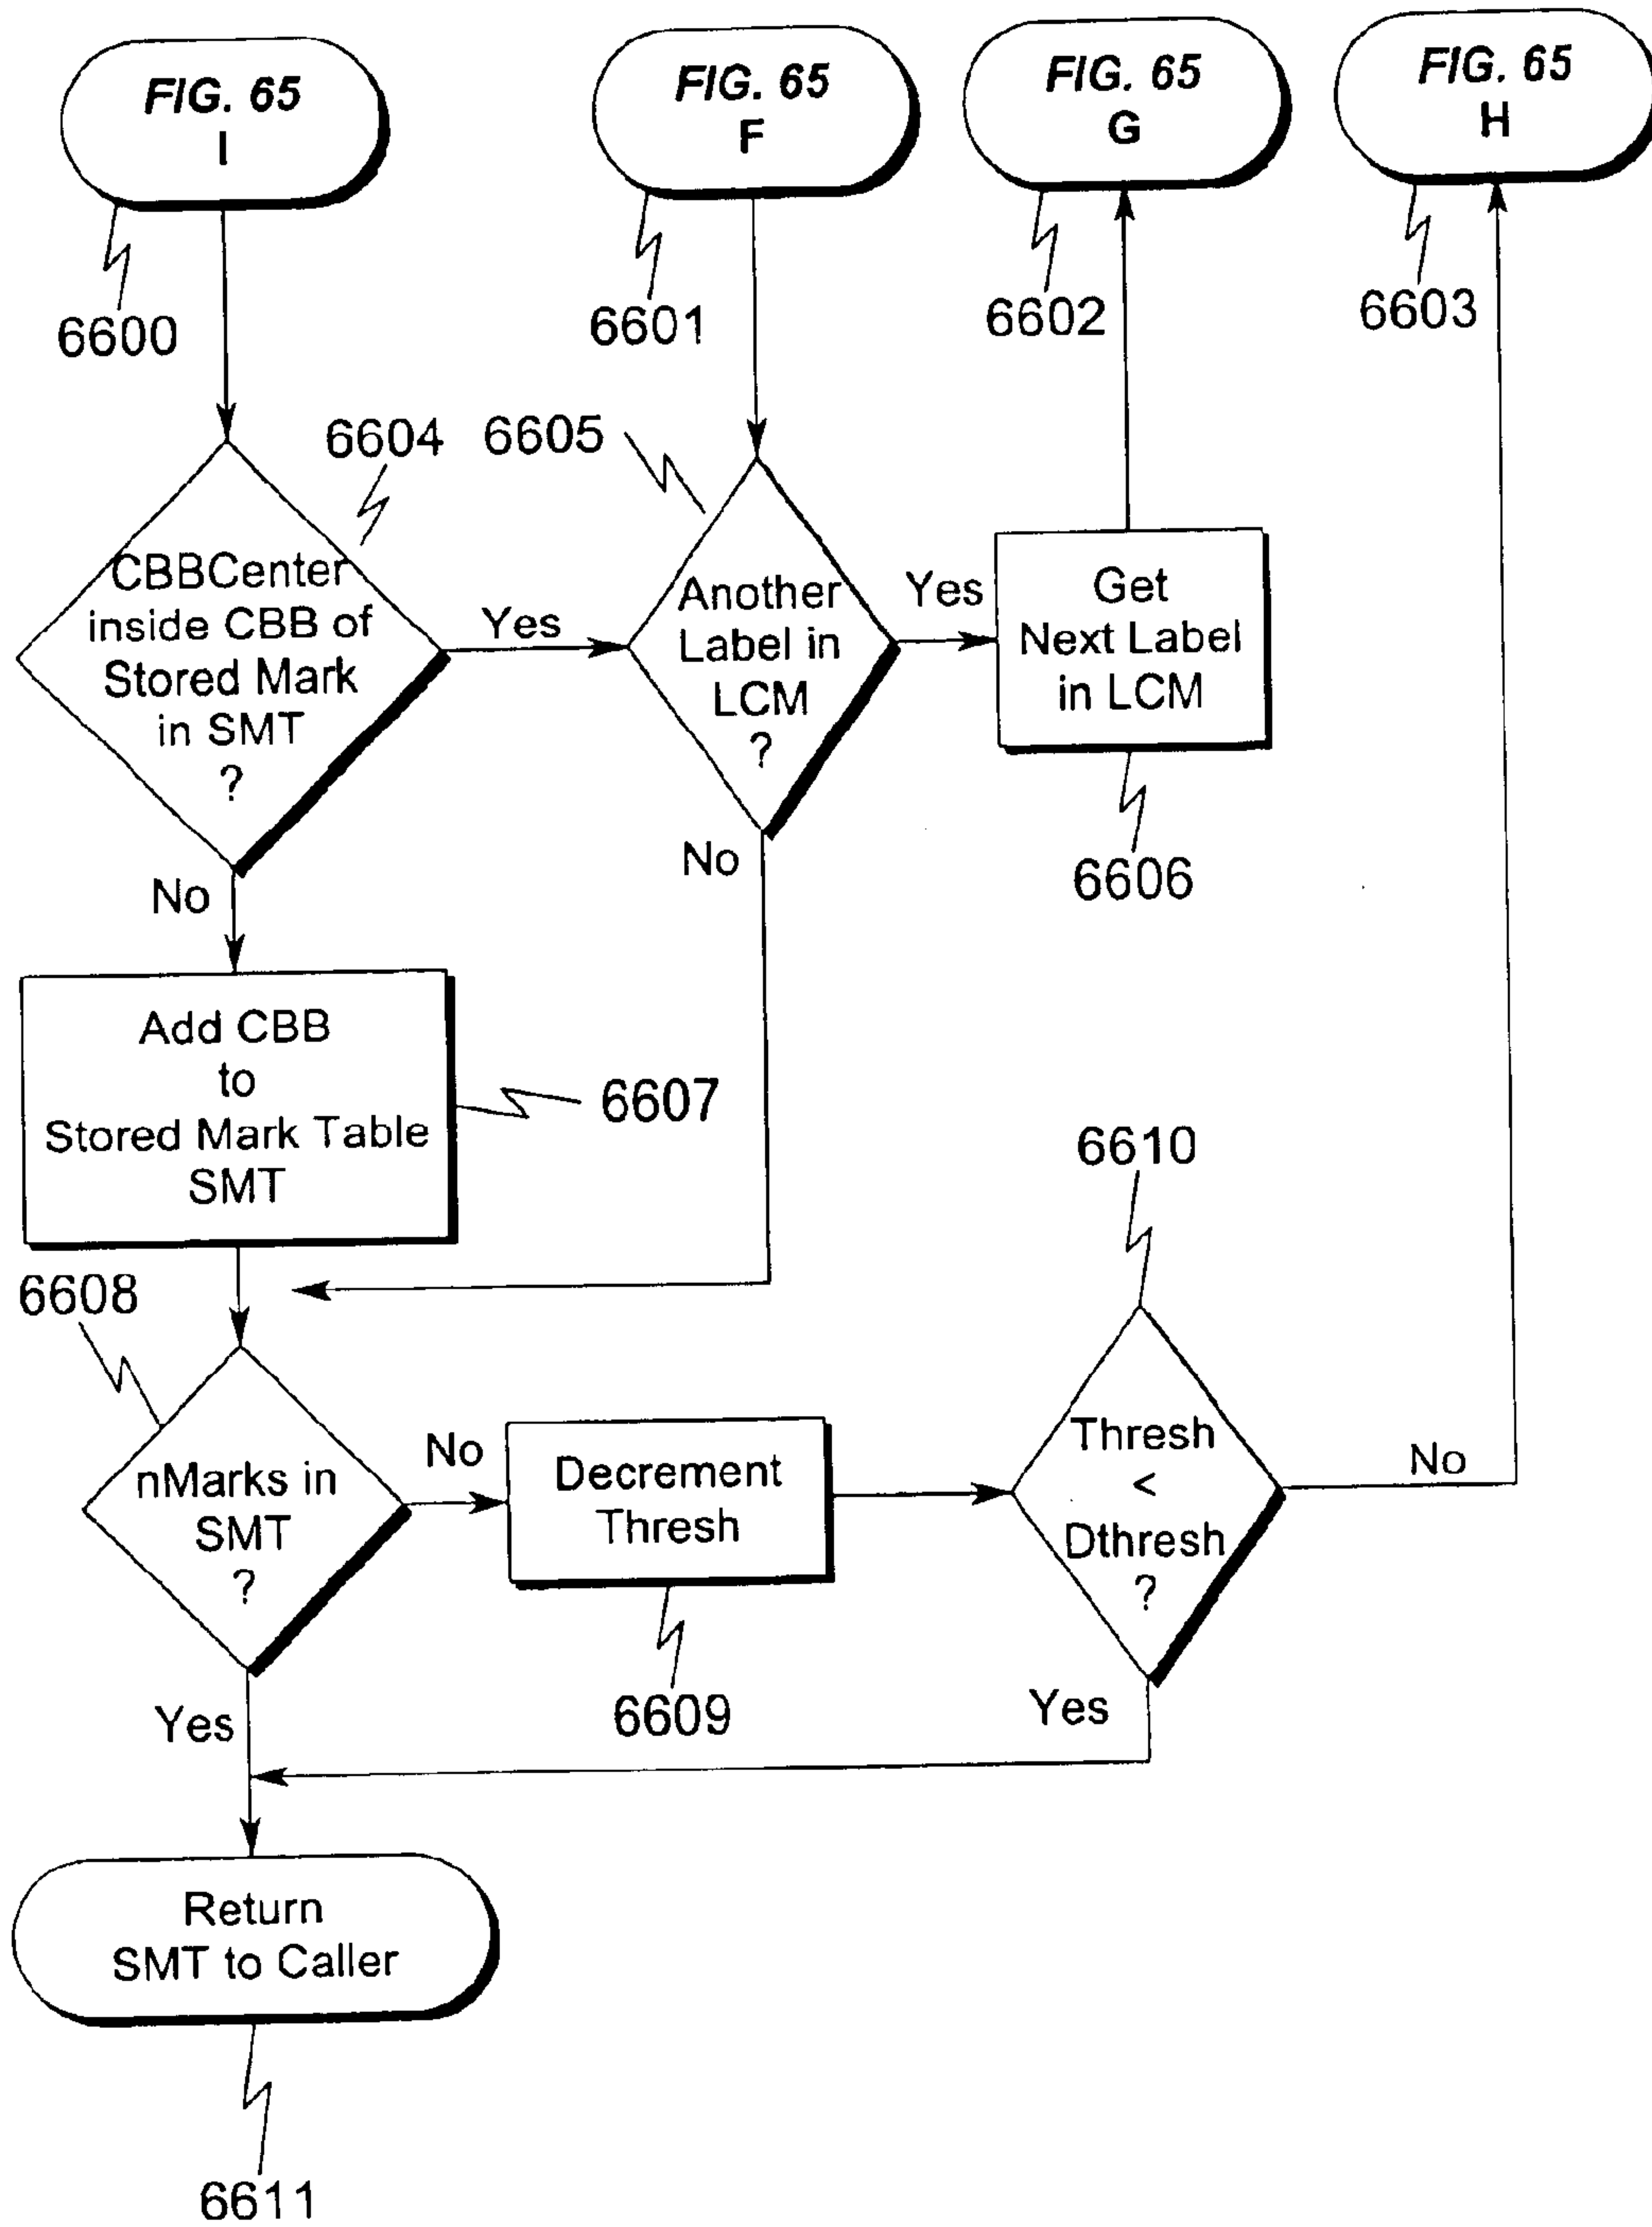 FIG. 65
I
FIG. 65
F
FIG. 65
G
FIG. 65
H
6600
6601
6602
6603
6604
6605
CBBCenter
inside CBB of
Stored Mark
in SMT
?
Yes
Another
Label in
LCM
?
Yes
Get
Next Label
in LCM
6606
No
No
Add CBB
to
Stored Mark Table
SMT
6607
6608
6610
nMarks in
SMT
?
No
Decrement
Thresh
6609
Thresh
<
Dthresh
?
No
Yes
Yes
Return
SMT to Caller
6611